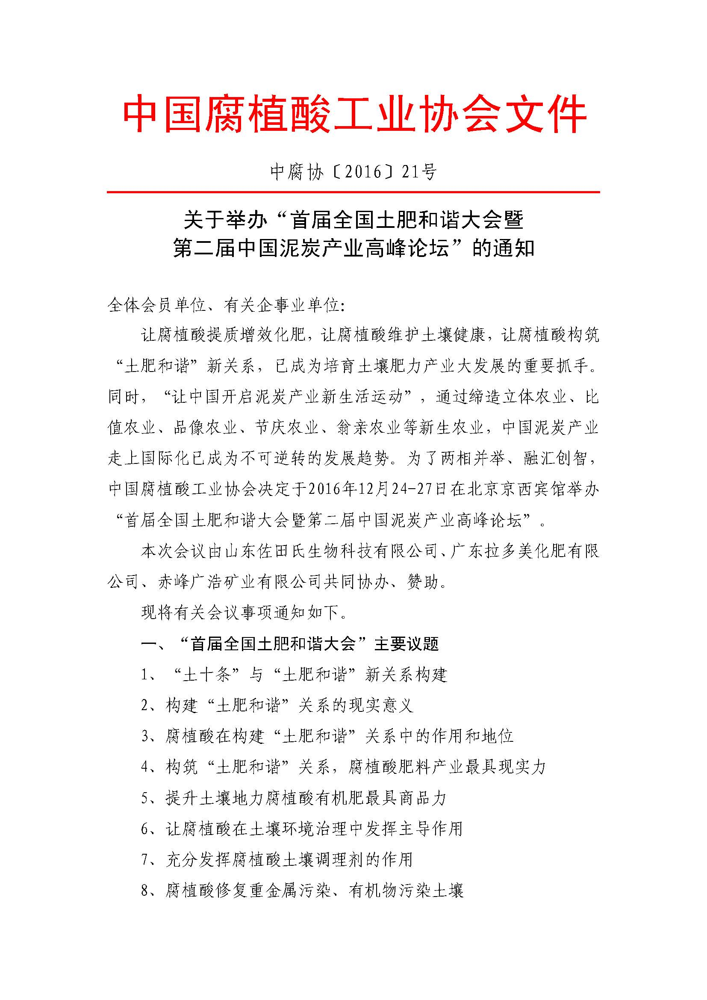 中国腐植酸工业协会文件
中腐协〔2016〕21号
关于举办“首届全国土肥和谐大会暨
第二届中国泥炭产业高峰论坛”的通知
全体会员单位、有关企事业单位:
让腐植酸提质增效化肥，让腐植酸维护土壤健康，让腐植酸构筑
“土肥和谐”新关系，已成为培育土壤肥力产业大发展的重要抓手。
同时，“让中国开启泥炭产业新生活运动”，通过缔造立体农业、比
值农业、品像农业、节庆农业、翁亲农业等新生农业，中国泥炭产业
走上国际化已成为不可逆转的发展趋势。为了两相并举、融汇创智，
中国腐植酸工业协会决定于2016年12月24-27日在北京京西宾馆举办
“首届全国土肥和谐大会暨第二届中国泥炭产业高峰论坛”。
本次会议由山东佐田氏生物科技有限公司、广东拉多美化肥有限
公司、赤峰广浩矿业有限公司共同协办、赞助。
现将有关会议事项通知如下。
一、“首届全国土肥和谐大会”主要议题
1、“土十条”与“土肥和谐”新关系构建
2、构建“土肥和谐”关系的现实意义
3、腐植酸在构建“土肥和谐”关系中的作用和地位
4、构筑“土肥和谐”关系，腐植酸肥料产业最具现实力
5、提升土壤地力腐植酸有机肥最具商品力
6、让腐植酸在土壤环境治理中发挥主导作用
7、充分发挥腐植酸土壤调理剂的作用
8、腐植酸修复重金属污染、有机物污染土壤